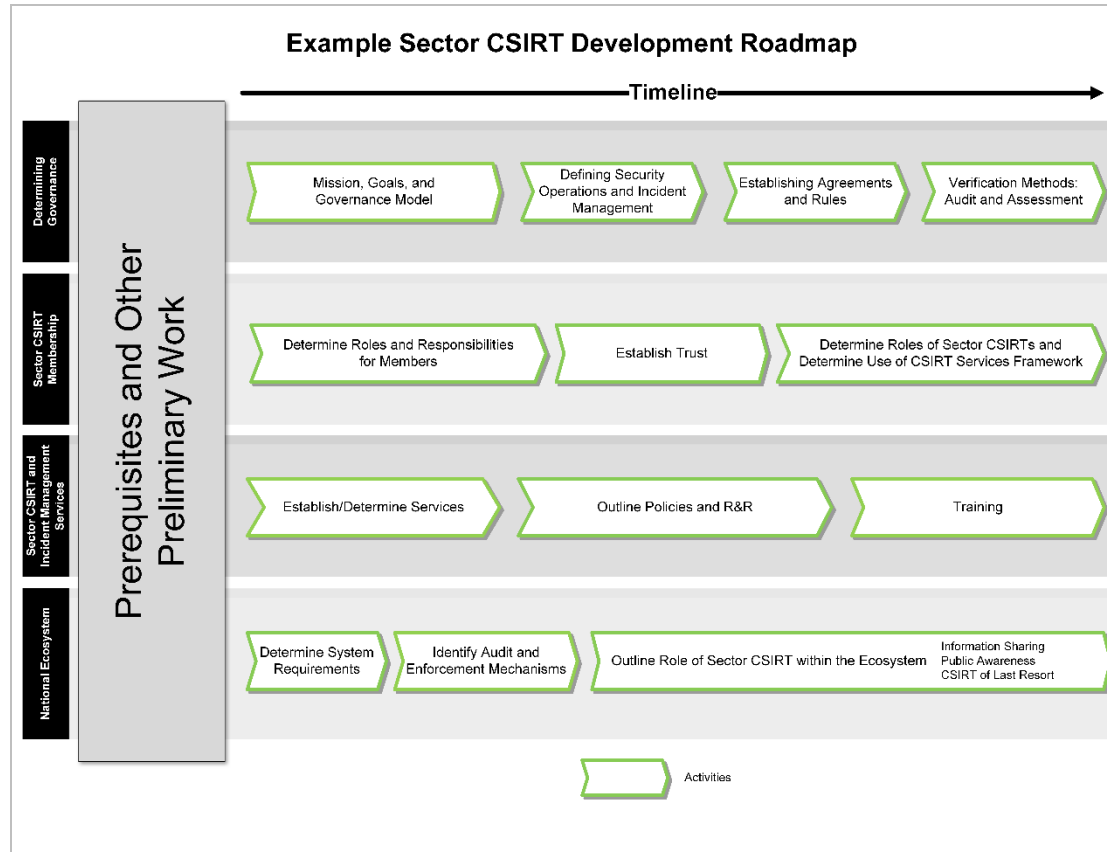 Example Sector CSIRT Development Roadmap
Timeline
Prerequisites and Other
Preliminary Work
Determining
Governance
Mission, Goals, and
Governance Model
Defining Security
Operations and Incident
Management
Establishing Agreements
and Rules
Verification Methods:
Audit and Assessment
Sector CSIRT
Membership
Determine Roles and Responsibilities
for Members
Establish Trust
Determine Roles of Sector CSIRTs and
Determine Use of CSIRT Services Framework
Sector CSIRT and
Incident Management
Services
Establish/Determine Services
Outline Policies and R&R
Training
National Ecosystem
Determine System
Requirements
Identify Audit and
Enforcement Mechanisms
Outline Role of Sector CSIRT within the Ecosystem
Information Sharing
Public Awareness
CSIRT of Last Resort
Activities